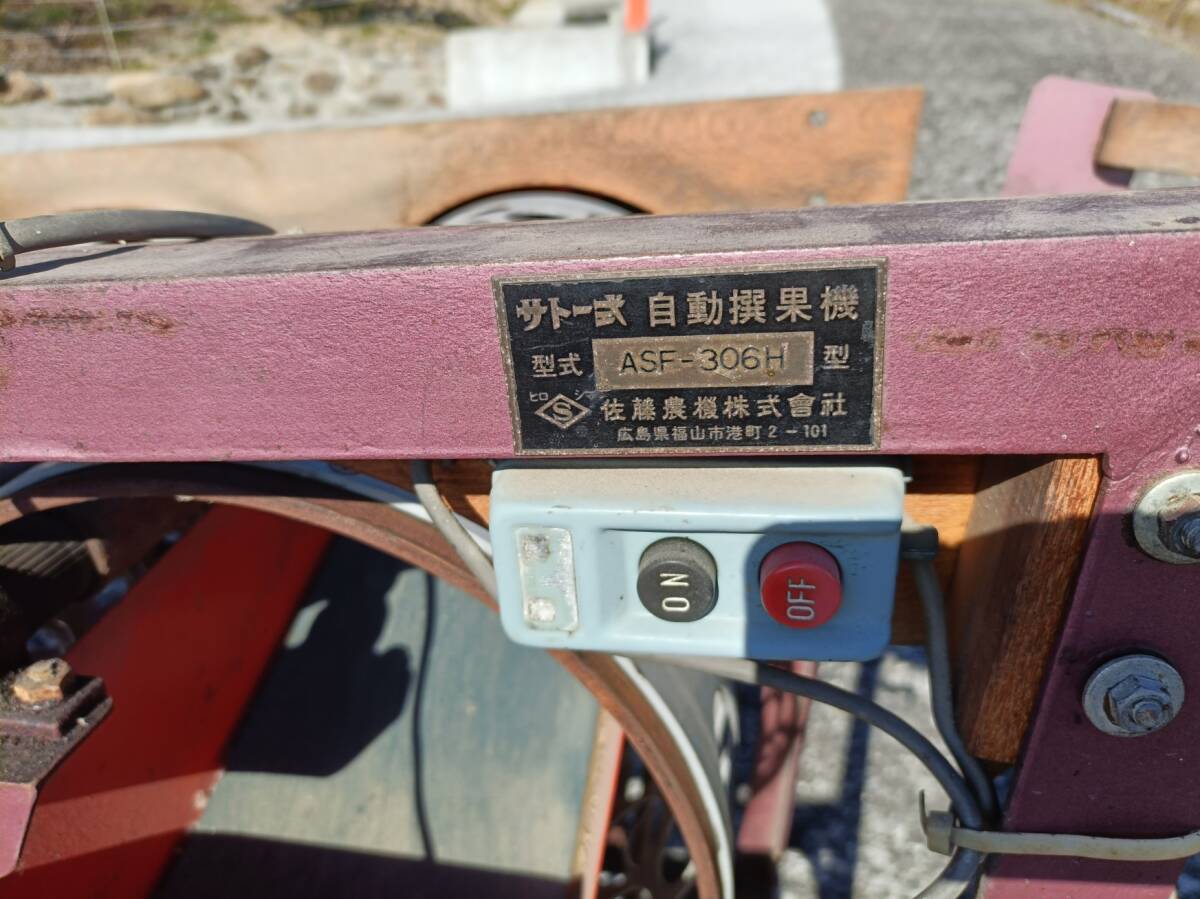 サトー式 自動撰果機
型式 ASF-306H 型
ヒロ S シマ 佐藤農機株式會社
広島県福山市港町2-101
ON OFF